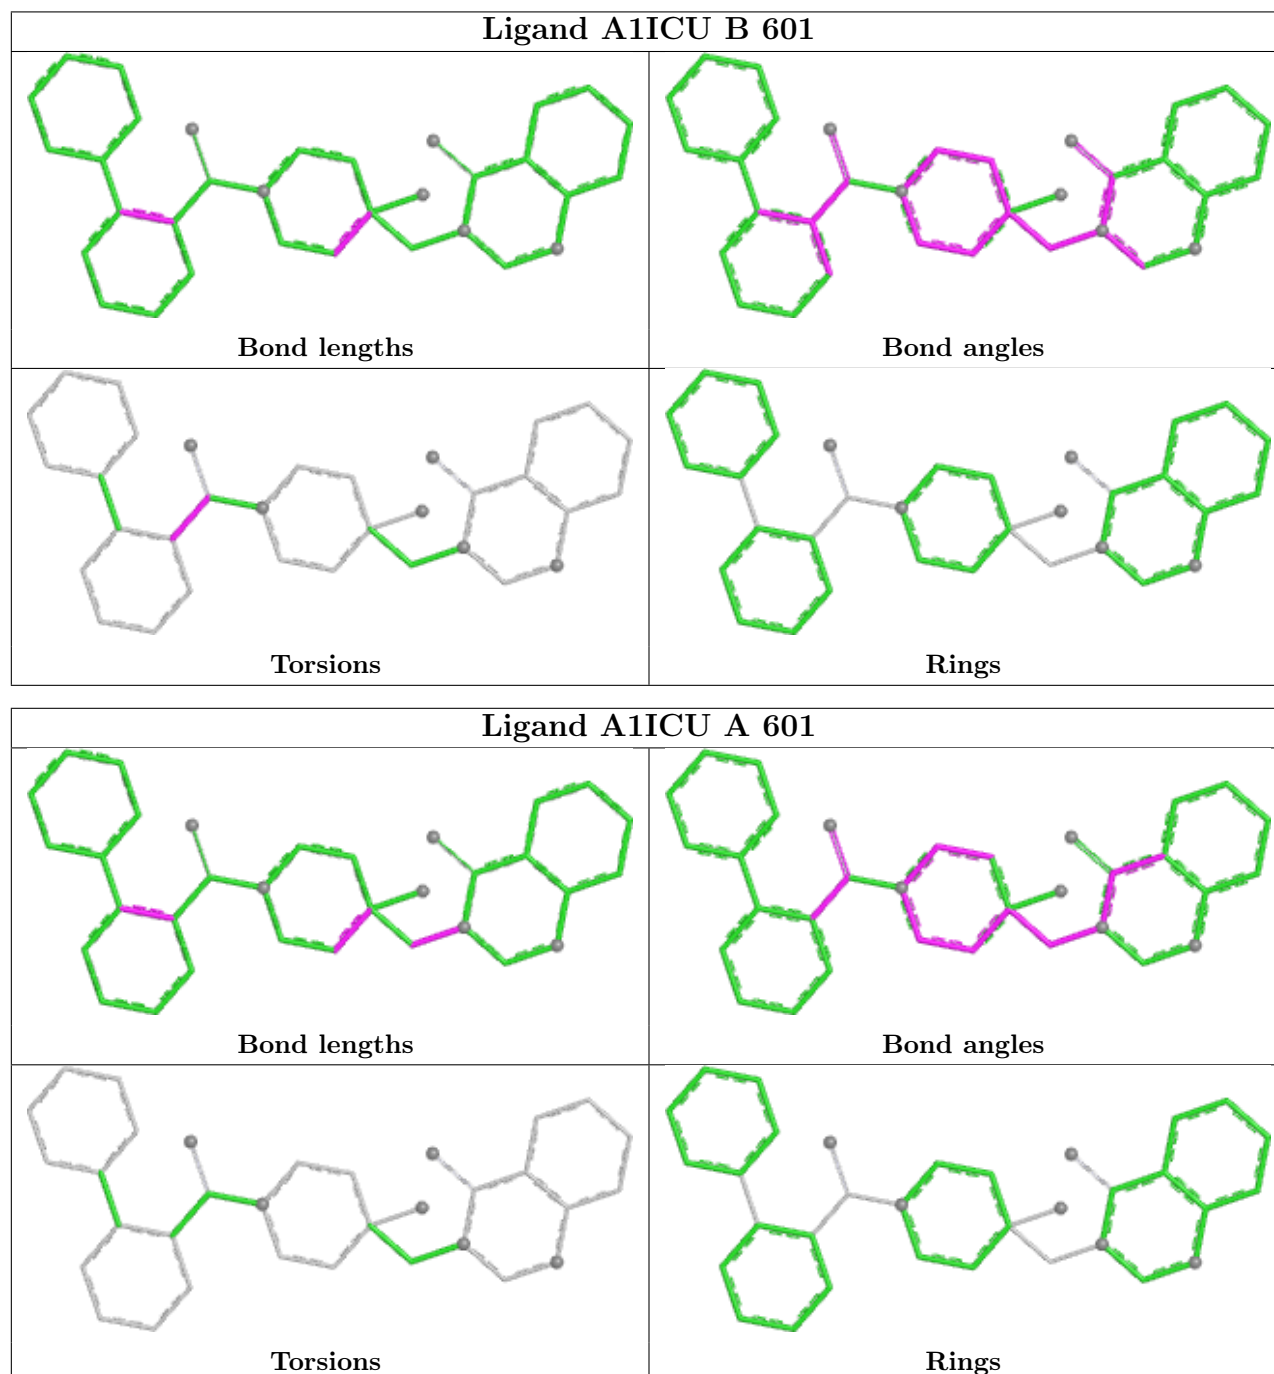 Ligand A1ICU B 601
Bond lengths
Bond angles
Torsions
Rings
Ligand A1ICU A 601
Bond lengths
Bond angles
Torsions
Rings